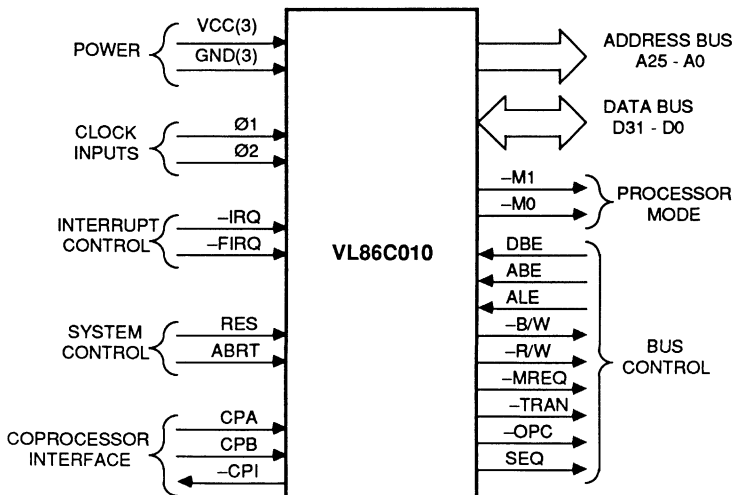 POWER
VCC(3)
GND(3)
CLOCK
INPUTS
Ø1
Ø2
INTERRUPT
CONTROL
–IRQ
–FIRQ
SYSTEM
CONTROL
RES
ABRT
COPROCESSOR
INTERFACE
CPA
CPB
–CPI
VL86C010
ADDRESS BUS
A25 - A0
DATA BUS
D31 - D0
–M1
–M0
PROCESSOR
MODE
DBE
ABE
ALE
–B/W
–R/W
–MREQ
–TRAN
–OPC
SEQ
BUS
CONTROL